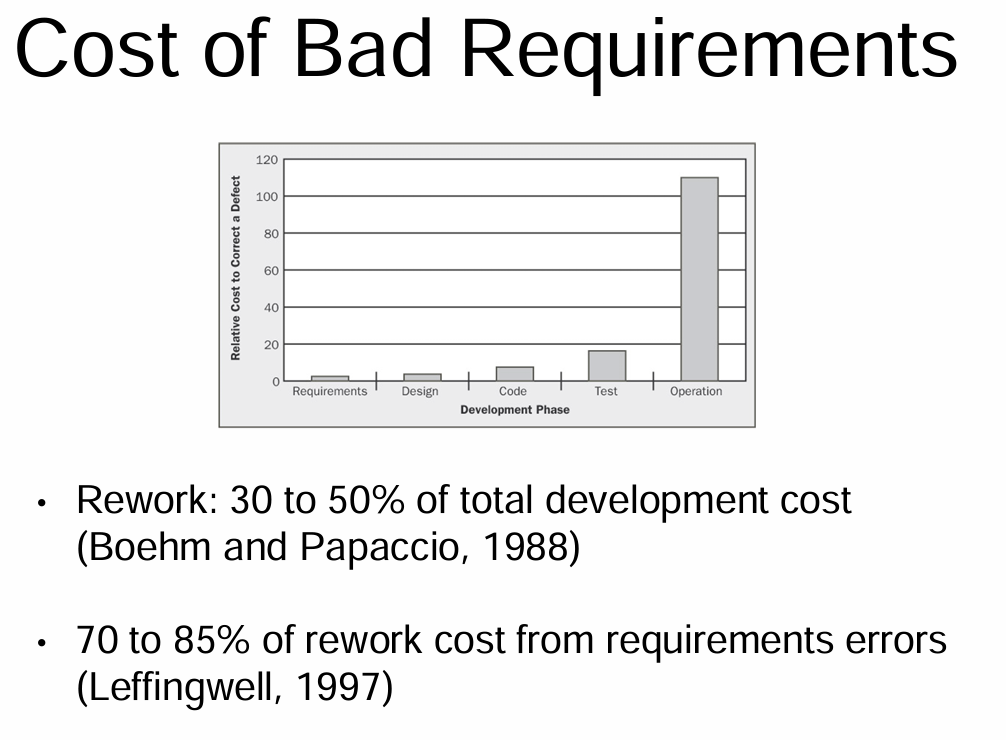 Cost of Bad Requirements
120
100
80
60
40
20
0
Relative Cost to Correct a Defect
Requirements Design Code Test Operation
Development Phase
• Rework: 30 to 50% of total development cost
(Boehm and Papaccio, 1988)
• 70 to 85% of rework cost from requirements errors
(Leffingwell, 1997)